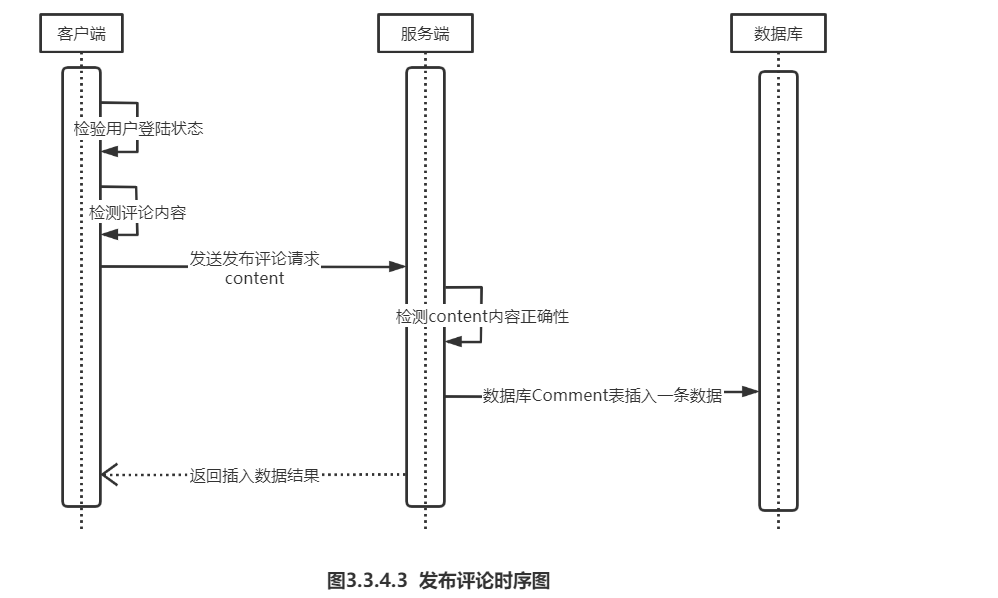 客户端
服务端
数据库
检验用户登陆状态
检测评论内容
发送发布评论请求
content
检测content内容正确性
数据库Comment表插入一条数据
返回插入数据结果
图3.3.4.3 发布评论时序图